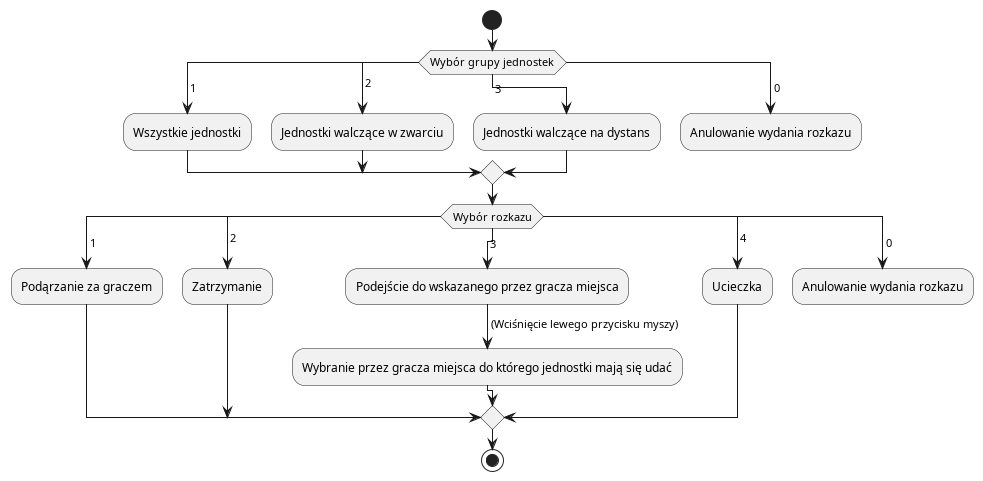 Wybór grupy jednostek
1
2
3
0
Wszystkie jednostki
Jednostki walczące w zwarciu
Jednostki walczące na dystans
Anulowanie wydania rozkazu
Wybór rozkazu
1
2
3
4
0
Podąrzanie za graczem
Zatrzymanie
Podejście do wskazanego przez gracza miejsca
Ucieczka
Anulowanie wydania rozkazu
(Wciśnięcie lewego przycisku myszy)
Wybranie przez gracza miejsca do którego jednostki mają się udać